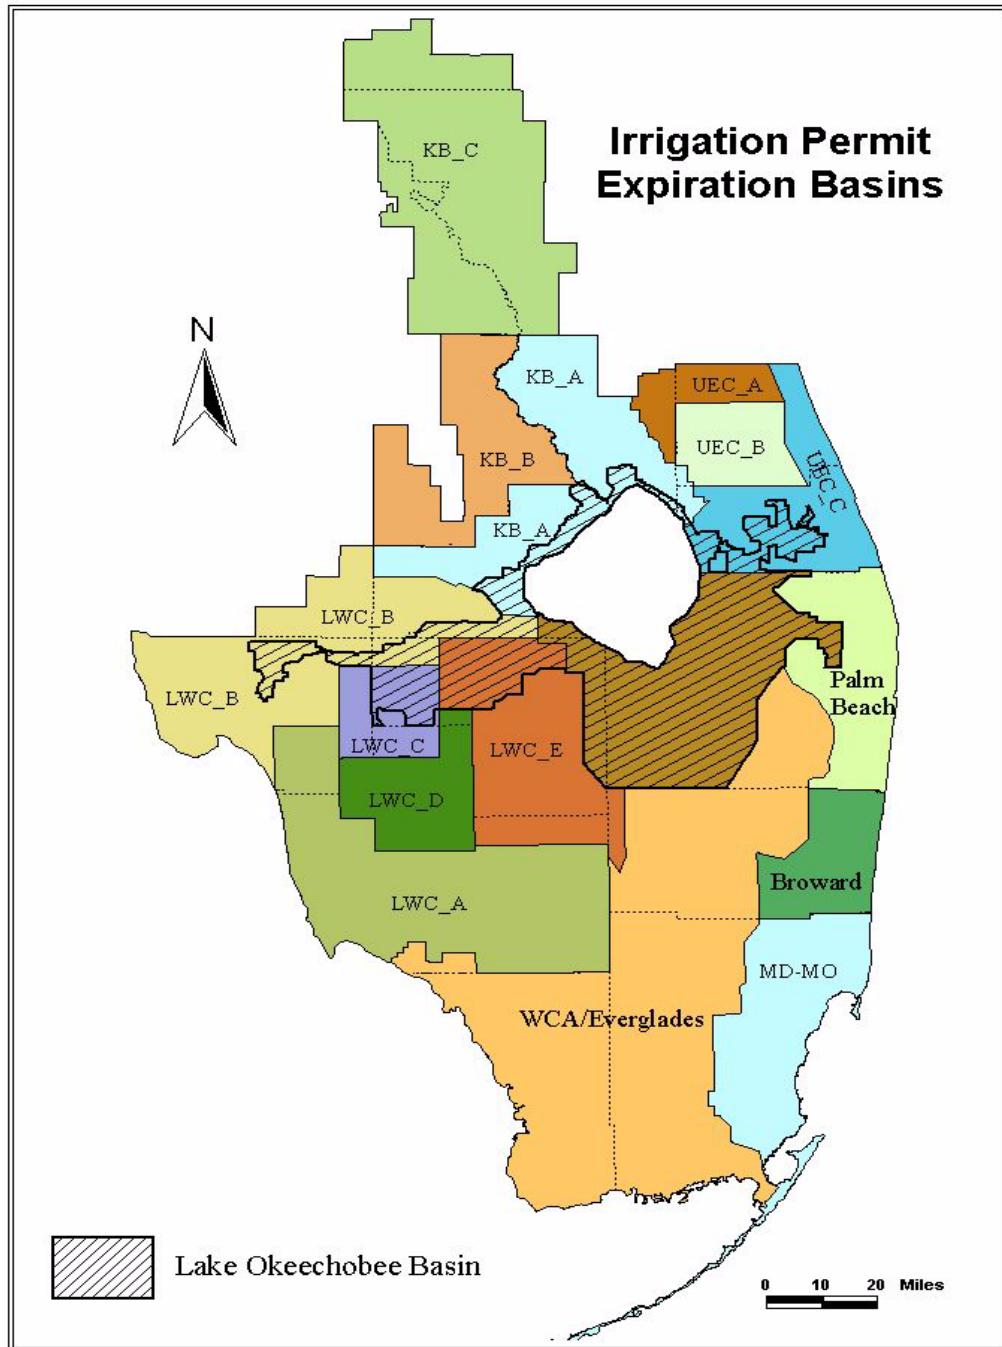 Irrigation Permit
Expiration Basins
KB_C
N
KB_A
UEC_A
KB_B
UEC_B
UEC_C
KB_A
LWC_B
LWC_B
Palm
Beach
LWC_C
LWC_E
LWC_D
Broward
LWC_A
MD-MO
WCA/Everglades
Lake Okeechobee Basin
0 10 20 Miles